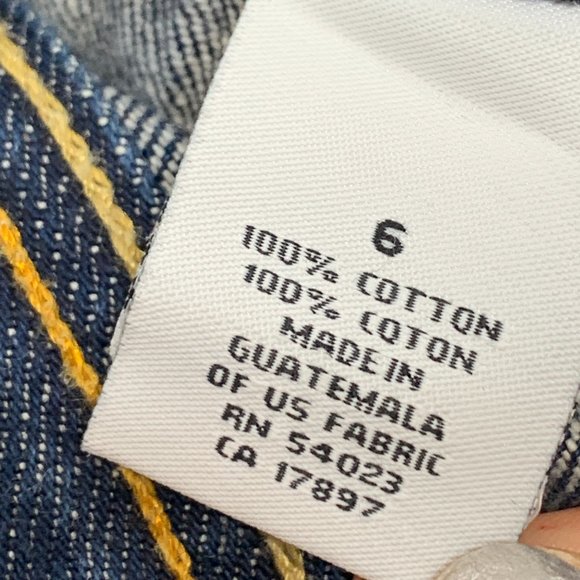 6
100% COTTON
100% COTON
MADE IN
GUATEMALA
OF US FABRIC
RN 54023
CA 17897